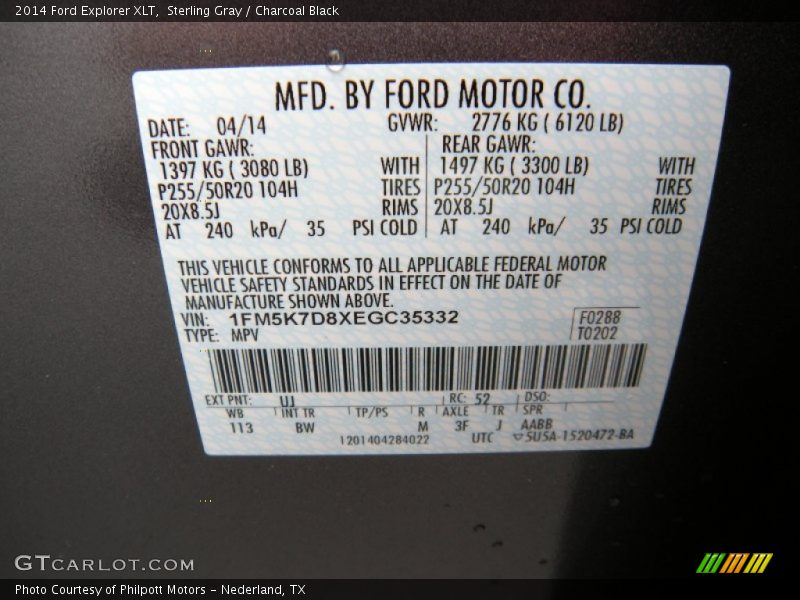 2014 Ford Explorer XLT,  Sterling Gray / Charcoal Black
MFD. BY FORD MOTOR CO.
DATE: 04/14 GVWR: 2776 KG ( 6120 LB)
FRONT GAWR: REAR GAWR:
1397 KG ( 3080 LB) WITH 1497 KG ( 3300 LB) WITH
P255/50R20 104H TIRES P255/50R20 104H TIRES
20X8.5J RIMS 20X8.5J RIMS
AT 240 kPa/ 35 PSI COLD AT 240 kPa/ 35 PSI COLD
THIS VEHICLE CONFORMS TO ALL APPLICABLE FEDERAL MOTOR
VEHICLE SAFETY STANDARDS IN EFFECT ON THE DATE OF
MANUFACTURE SHOWN ABOVE.
VIN: 1FM5K7D8XEGC35332 F0288
TYPE: MPV T0202
EXT PNT: UJ RC: 52 DSO:
WB INT TR TP/PS R AXLE TR SPR
113 BW M 3F J AABB
1201404284022 UTC ▽5U5A-1520472-BA
GTCARLOT.COM
Photo Courtesy of Philpott Motors - Nederland, TX